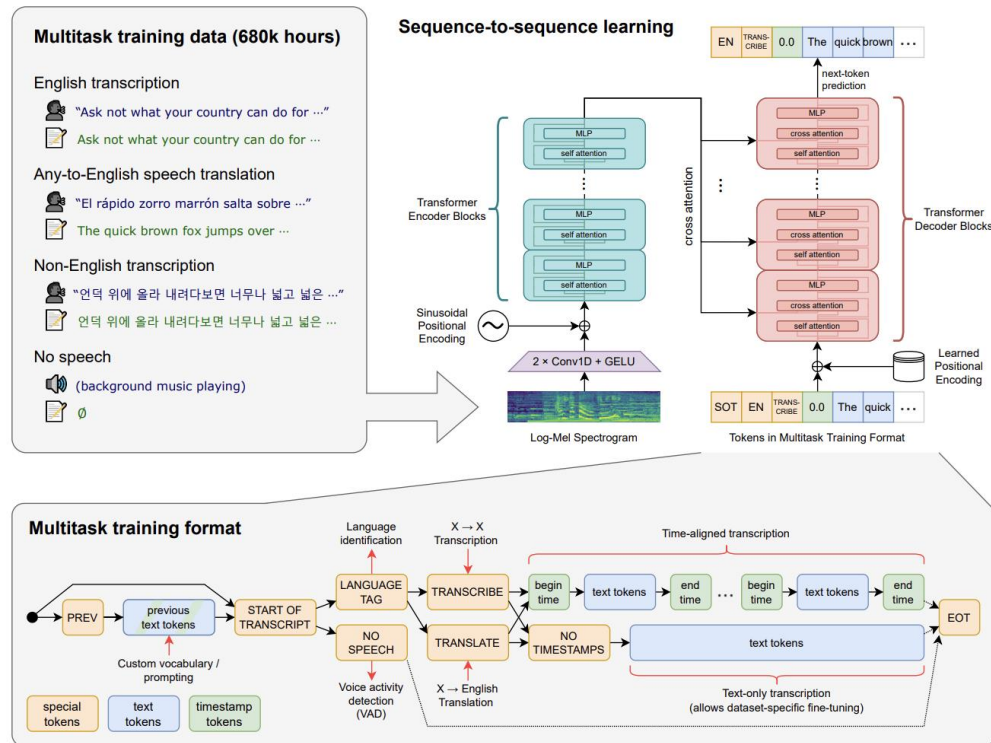 Multitask training data (680k hours)
English transcription
“Ask not what your country can do for ⋯”
Ask not what your country can do for ⋯
Any-to-English speech translation
“El rápido zorro marrón salta sobre ⋯”
The quick brown fox jumps over ⋯
Non-English transcription
“언덕 위에 올라 내려다보면 너무나 넓고 넓은 ⋯”
언덕 위에 올라 내려다보면 너무나 넓고 넓은 ⋯
No speech
(background music playing)
∅
Sequence-to-sequence learning
EN TRANS-CRIBE 0.0 The quick brown ⋯
next-token
prediction
MLP
self attention
⋯
MLP
self attention
MLP
self attention
Transformer
Encoder Blocks
Sinusoidal
Positional
Encoding
2 × Conv1D + GELU
Log-Mel Spectrogram
cross attention
⋯
MLP
cross attention
self attention
⋯
MLP
cross attention
self attention
MLP
cross attention
self attention
Transformer
Decoder Blocks
Learned
Positional
Encoding
SOT EN TRANS-CRIBE 0.0 The quick ⋯
Tokens in Multitask Training Format
Multitask training format
Language
identification
X → X
Transcription
Time-aligned transcription
PREV
previous
text tokens
START OF
TRANSCRIPT
LANGUAGE
TAG
NO
SPEECH
TRANSCRIBE
TRANSLATE
begin
time
text tokens
end
time
⋯
begin
time
text tokens
end
time
NO
TIMESTAMPS
text tokens
EOT
Custom vocabulary /
prompting
Voice activity
detection
(VAD)
X → English
Translation
Text-only transcription
(allows dataset-specific fine-tuning)
special
tokens
text
tokens
timestamp
tokens